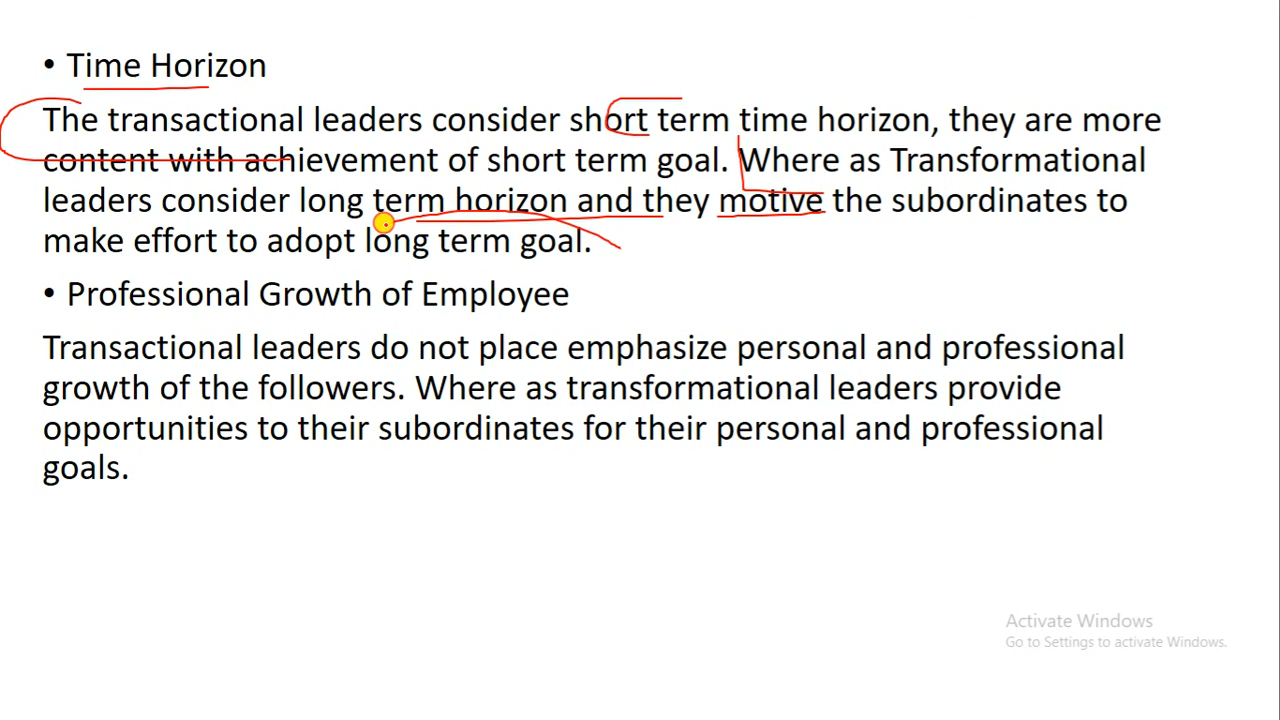 • Time Horizon
The transactional leaders consider short term time horizon, they are more
content with achievement of short term goal. Where as Transformational
leaders consider long term horizon and they motive the subordinates to
make effort to adopt long term goal.
• Professional Growth of Employee
Transactional leaders do not place emphasize personal and professional
growth of the followers. Where as transformational leaders provide
opportunities to their subordinates for their personal and professional
goals.
Activate Windows
Go to Settings to activate Windows.